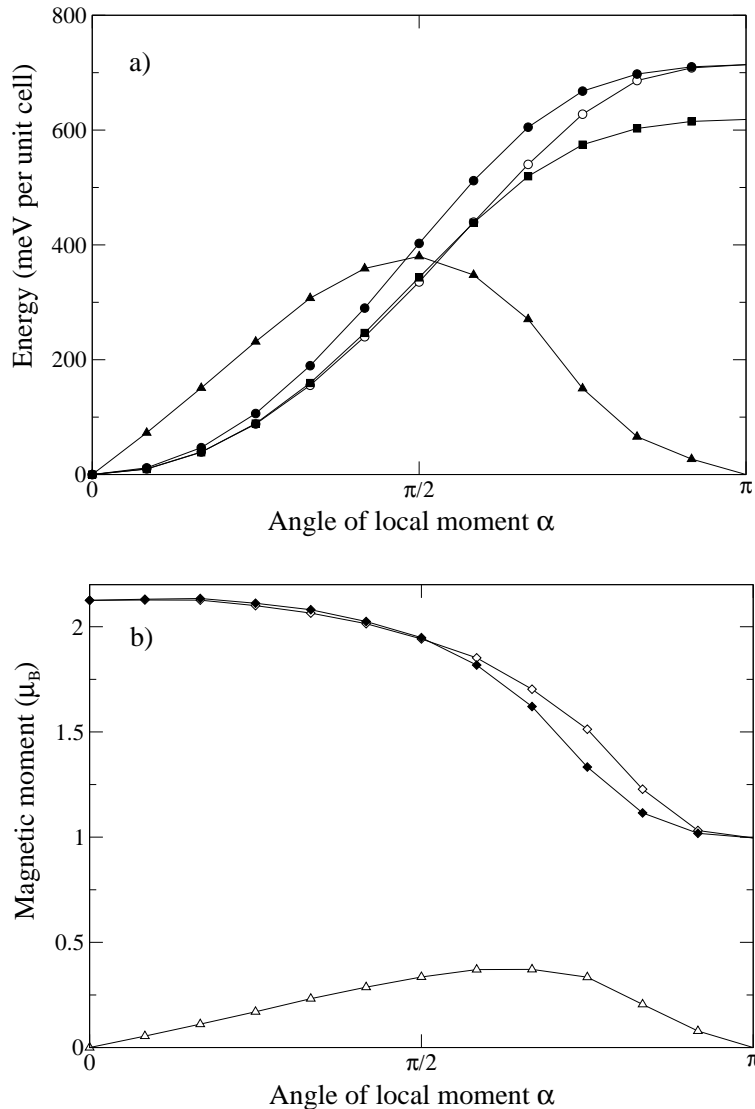 800
a)
600
Energy (meV per unit cell)
400
200
0
0
π/2
π
Angle of local moment α
2
b)
Magnetic moment (μB)
1.5
1
0.5
0
0
π/2
π
Angle of local moment α